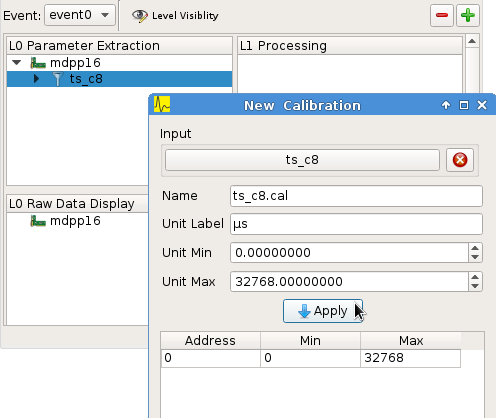 Event: event0 Level Visiblity
L0 Parameter Extraction L1 Processing
mdpp16
ts_c8
New Calibration
Input
ts_c8
L0 Raw Data Display
mdpp16
Name ts_c8.cal
Unit Label µs
Unit Min 0.00000000
Unit Max 32768.00000000
Apply
Address Min Max
0 0 32768